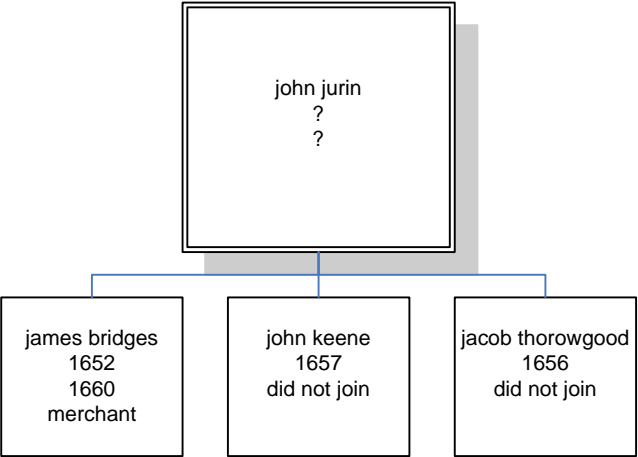 john jurin
?
?
james bridges
1652
1660
merchant
john keene
1657
did not join
jacob thorowgood
1656
did not join